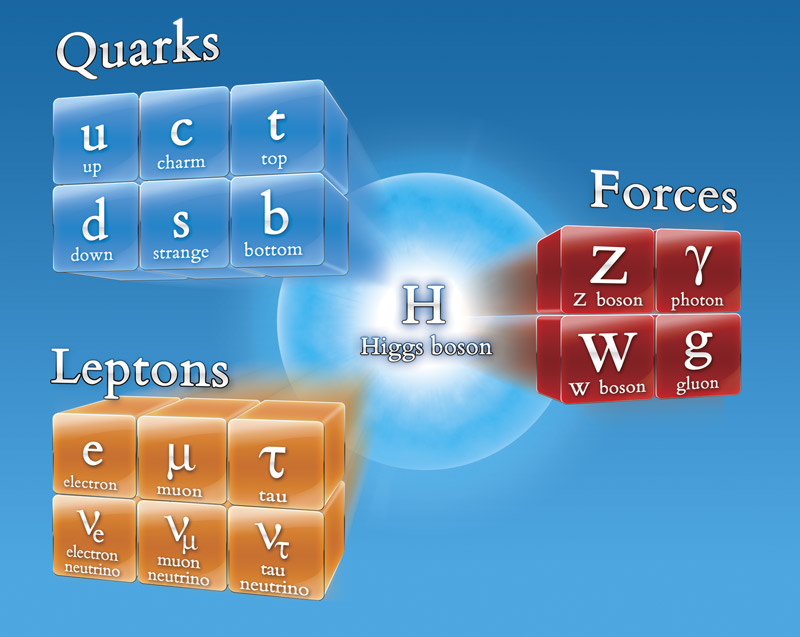 Quarks
u c t
up charm top
d s b
down strange bottom
Forces
Z γ
Z boson photon
W g
W boson gluon
H
Higgs boson
Leptons
e μ τ
electron muon tau
νe νμ ντ
electron neutrino
muon neutrino
tau neutrino